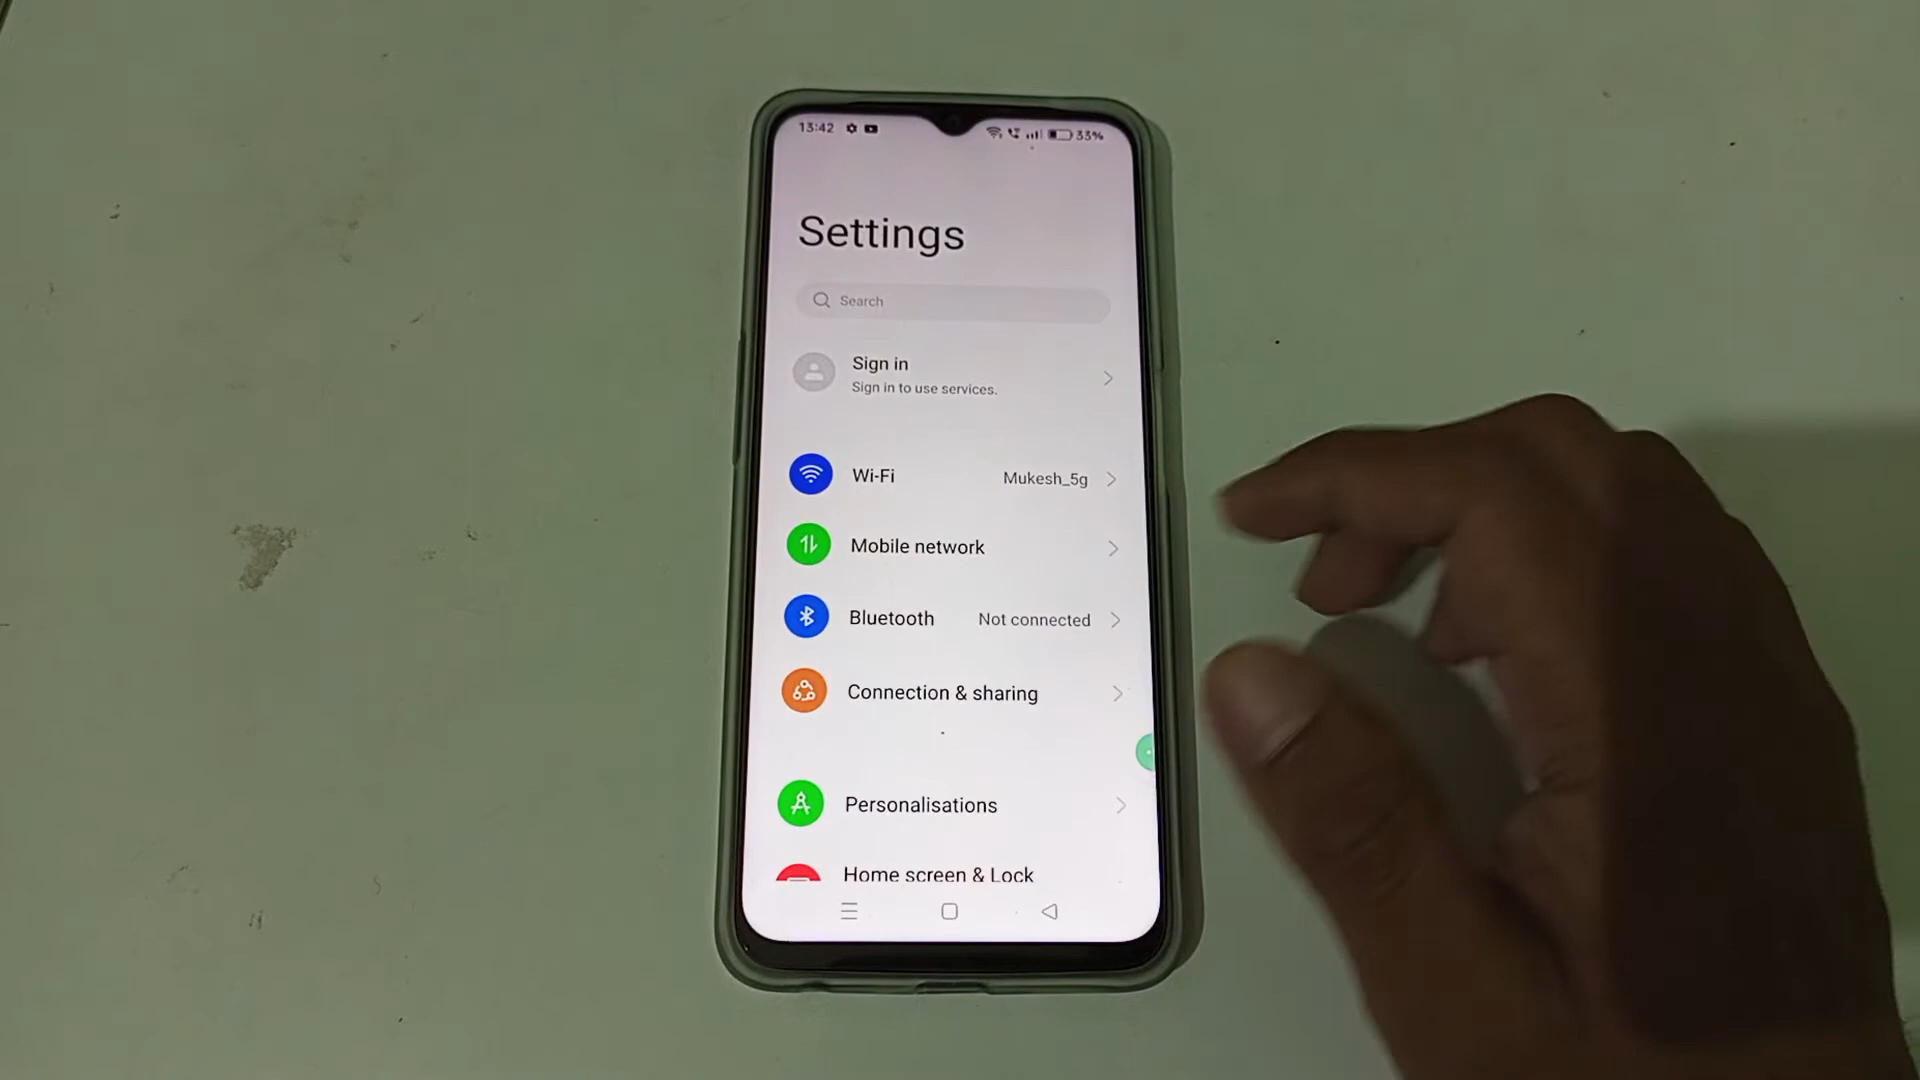 13:42 33%
Settings
Search
Sign in
Sign in to use services.
Wi-Fi Mukesh_5g
Mobile network
Bluetooth Not connected
Connection & sharing
Personalisations
Home screen & Lock